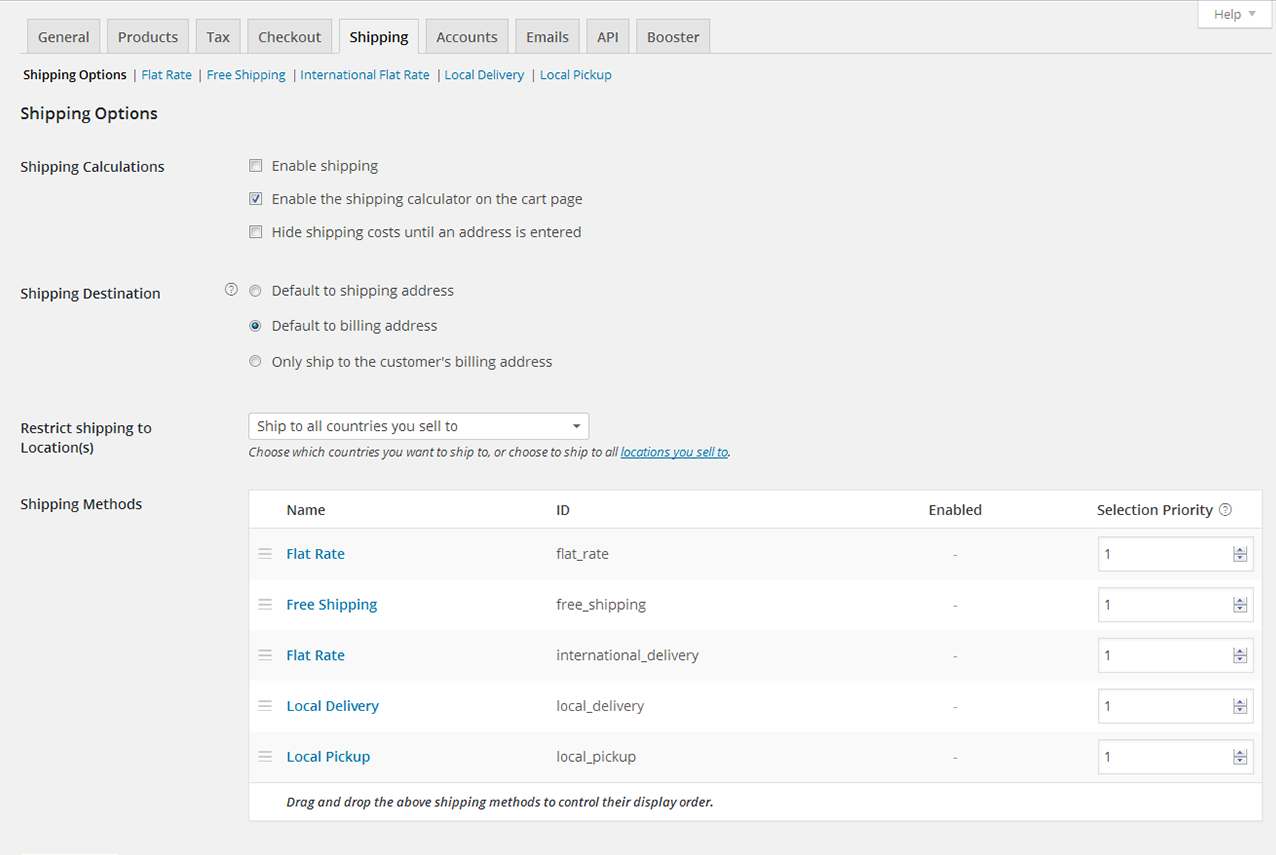 Help
General Products Tax Checkout Shipping Accounts Emails API Booster
Shipping Options | Flat Rate | Free Shipping | International Flat Rate | Local Delivery | Local Pickup
Shipping Options
Shipping Calculations
Enable shipping
Enable the shipping calculator on the cart page
Hide shipping costs until an address is entered
Shipping Destination ? Default to shipping address
Default to billing address
Only ship to the customer's billing address
Restrict shipping to
Location(s)
Ship to all countries you sell to
Choose which countries you want to ship to, or choose to ship to all locations you sell to.
Shipping Methods
Name ID Enabled Selection Priority ?
Flat Rate flat_rate - 1
Free Shipping free_shipping - 1
Flat Rate international_delivery - 1
Local Delivery local_delivery - 1
Local Pickup local_pickup - 1
Drag and drop the above shipping methods to control their display order.